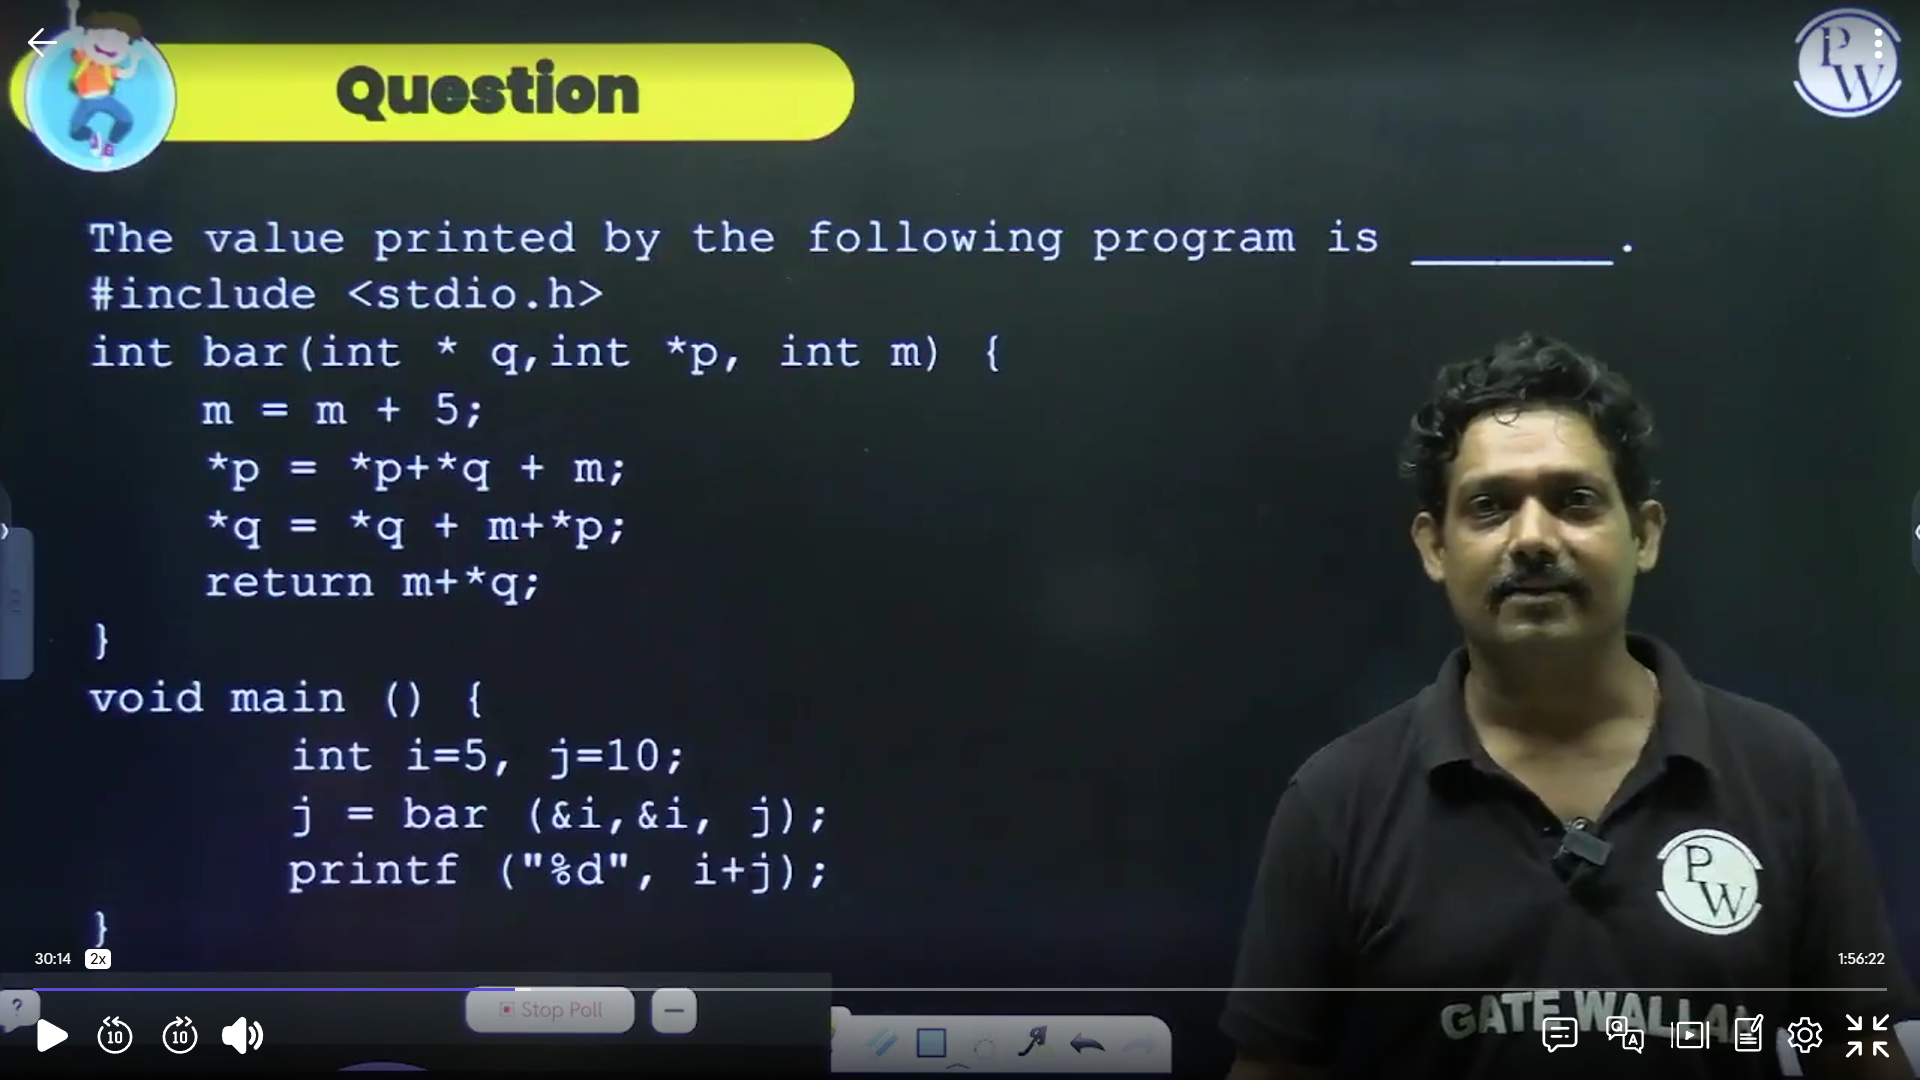 Question
PW
The value printed by the following program is _______.
#include <stdio.h>
int bar(int * q,int *p, int m) {
m = m + 5;
*p = *p+*q + m;
*q = *q + m+*p;
return m+*q;
}
void main () {
int i=5, j=10;
j = bar (&i,&i, j);
printf ("%d", i+j);
}
PW
30:14 2x
1:56:22
? Stop Poll
10 10
GATE WALLAH